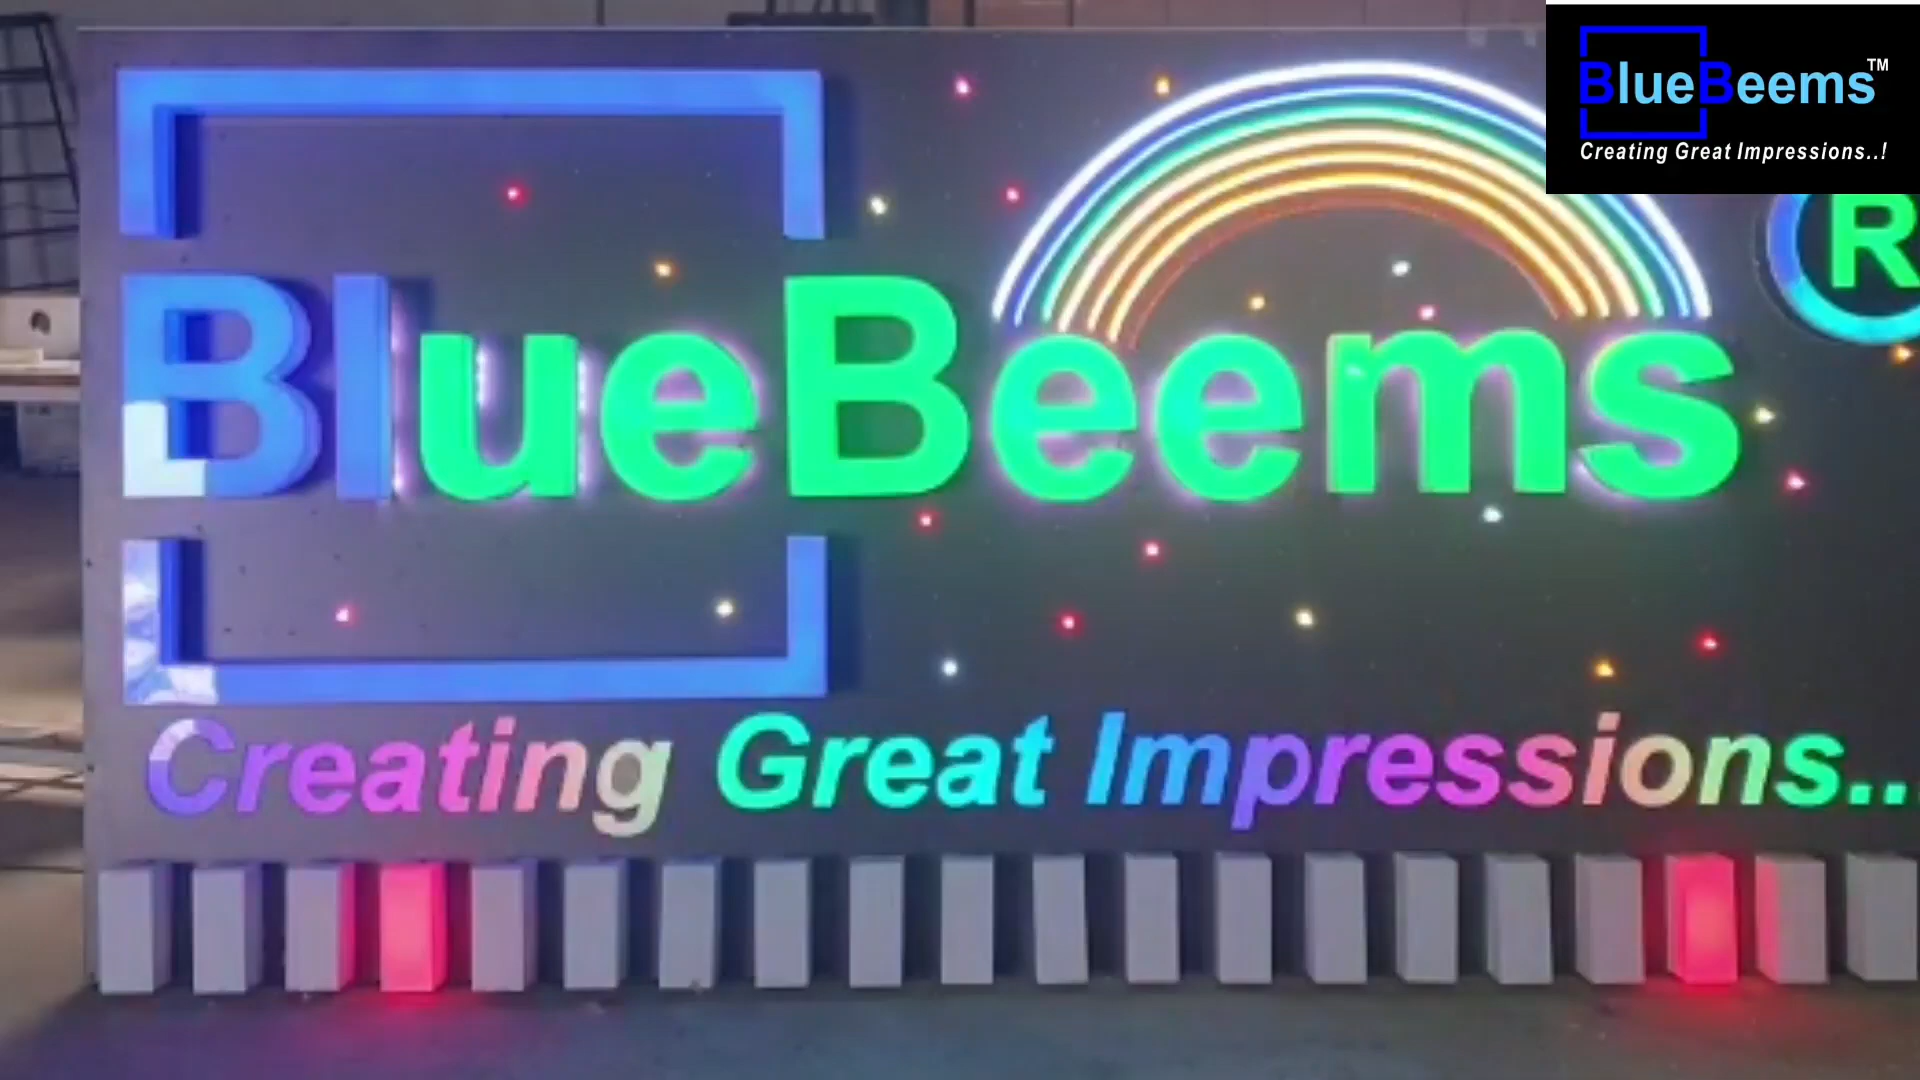 BlueBeems™
Creating Great Impressions..!
R
BlueBeems
Creating Great Impressions..